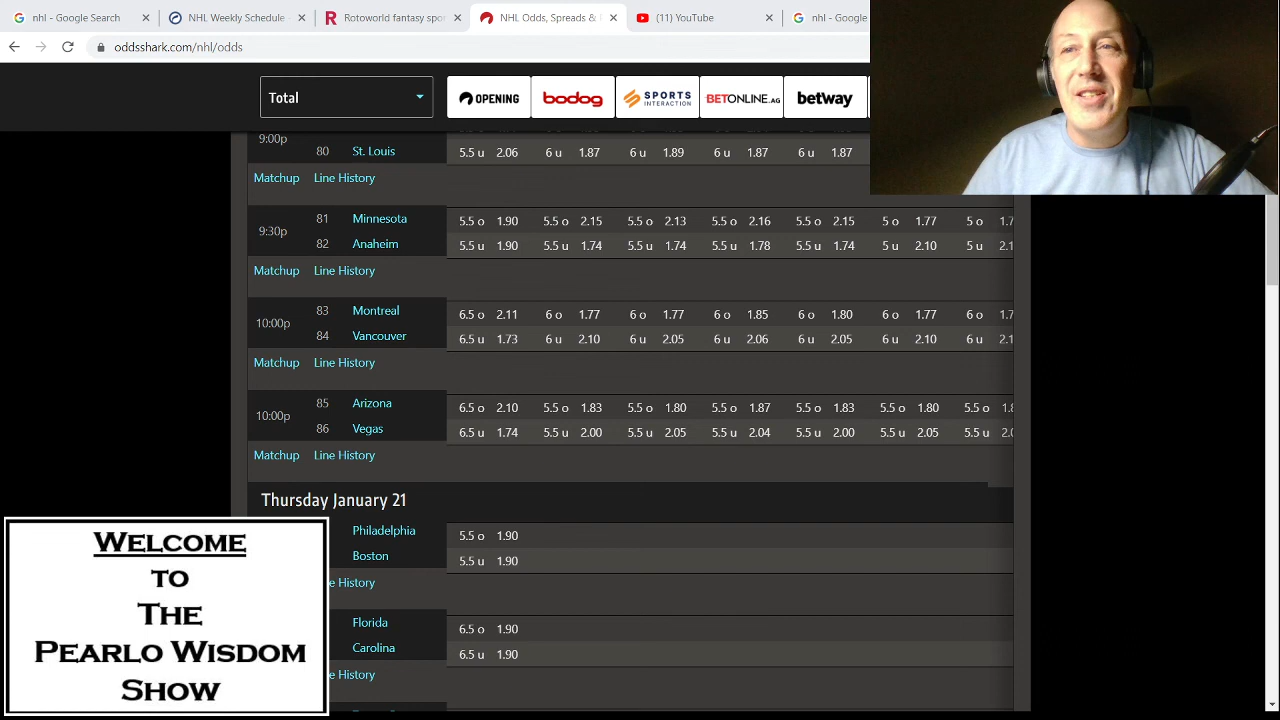 nhl - Google Search
NHL Weekly Schedule -
Rotoworld fantasy spo
NHL Odds, Spreads &
(11) YouTube
nhl - Google
oddsshark.com/nhl/odds
Total
OPENING
bodog
SPORTS INTERACTION
BETONLINE.AG
betway
9:00p
80 St. Louis 5.5 u 2.06 6 u 1.87 6 u 1.89 6 u 1.87 6 u 1.87
Matchup Line History
81 Minnesota 5.5 o 1.90 5.5 o 2.15 5.5 o 2.13 5.5 o 2.16 5.5 o 2.15 5 o 1.77 5 o 1.7
9:30p
82 Anaheim 5.5 u 1.90 5.5 u 1.74 5.5 u 1.74 5.5 u 1.78 5.5 u 1.74 5 u 2.10 5 u 2.1
Matchup Line History
83 Montreal 6.5 o 2.11 6 o 1.77 6 o 1.77 6 o 1.85 6 o 1.80 6 o 1.77 6 o 1.7
10:00p
84 Vancouver 6.5 u 1.73 6 u 2.10 6 u 2.05 6 u 2.06 6 u 2.05 6 u 2.10 6 u 2.1
Matchup Line History
85 Arizona 6.5 o 2.10 5.5 o 1.83 5.5 o 1.80 5.5 o 1.87 5.5 o 1.83 5.5 o 1.80 5.5 o 1.8
10:00p
86 Vegas 6.5 u 1.74 5.5 u 2.00 5.5 u 2.05 5.5 u 2.04 5.5 u 2.00 5.5 u 2.05 5.5 u 2.0
Matchup Line History
Thursday January 21
Philadelphia 5.5 o 1.90
Boston 5.5 u 1.90
e History
Florida 6.5 o 1.90
Carolina 6.5 u 1.90
e History
WELCOME
TO
THE
PEARLO WISDOM
SHOW